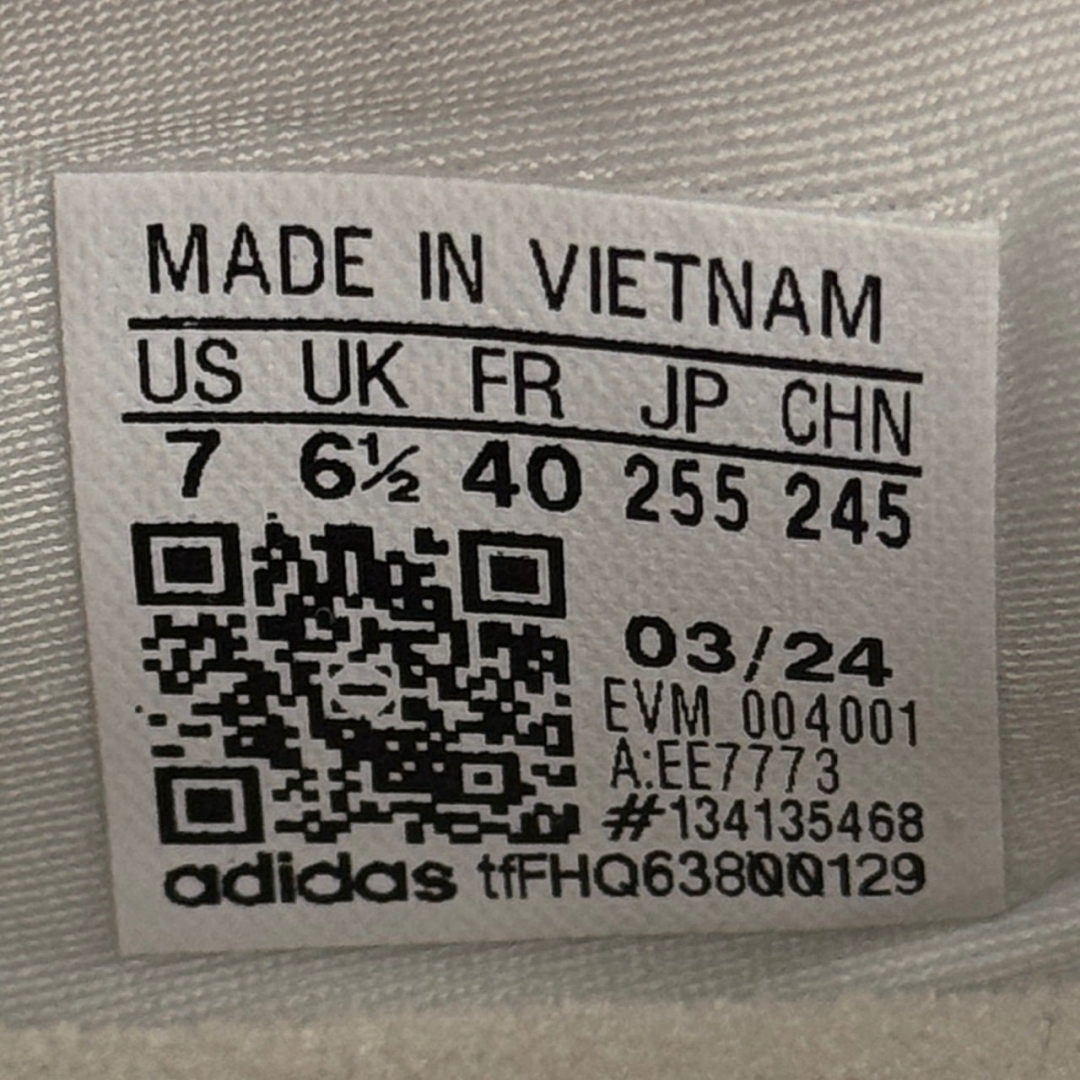 MADE IN VIETNAM
US UK FR JP CHN
7 6½ 40 255 245
03/24
EVM 004001
A:EE7773
#134135468
adidas tfFHQ63800129